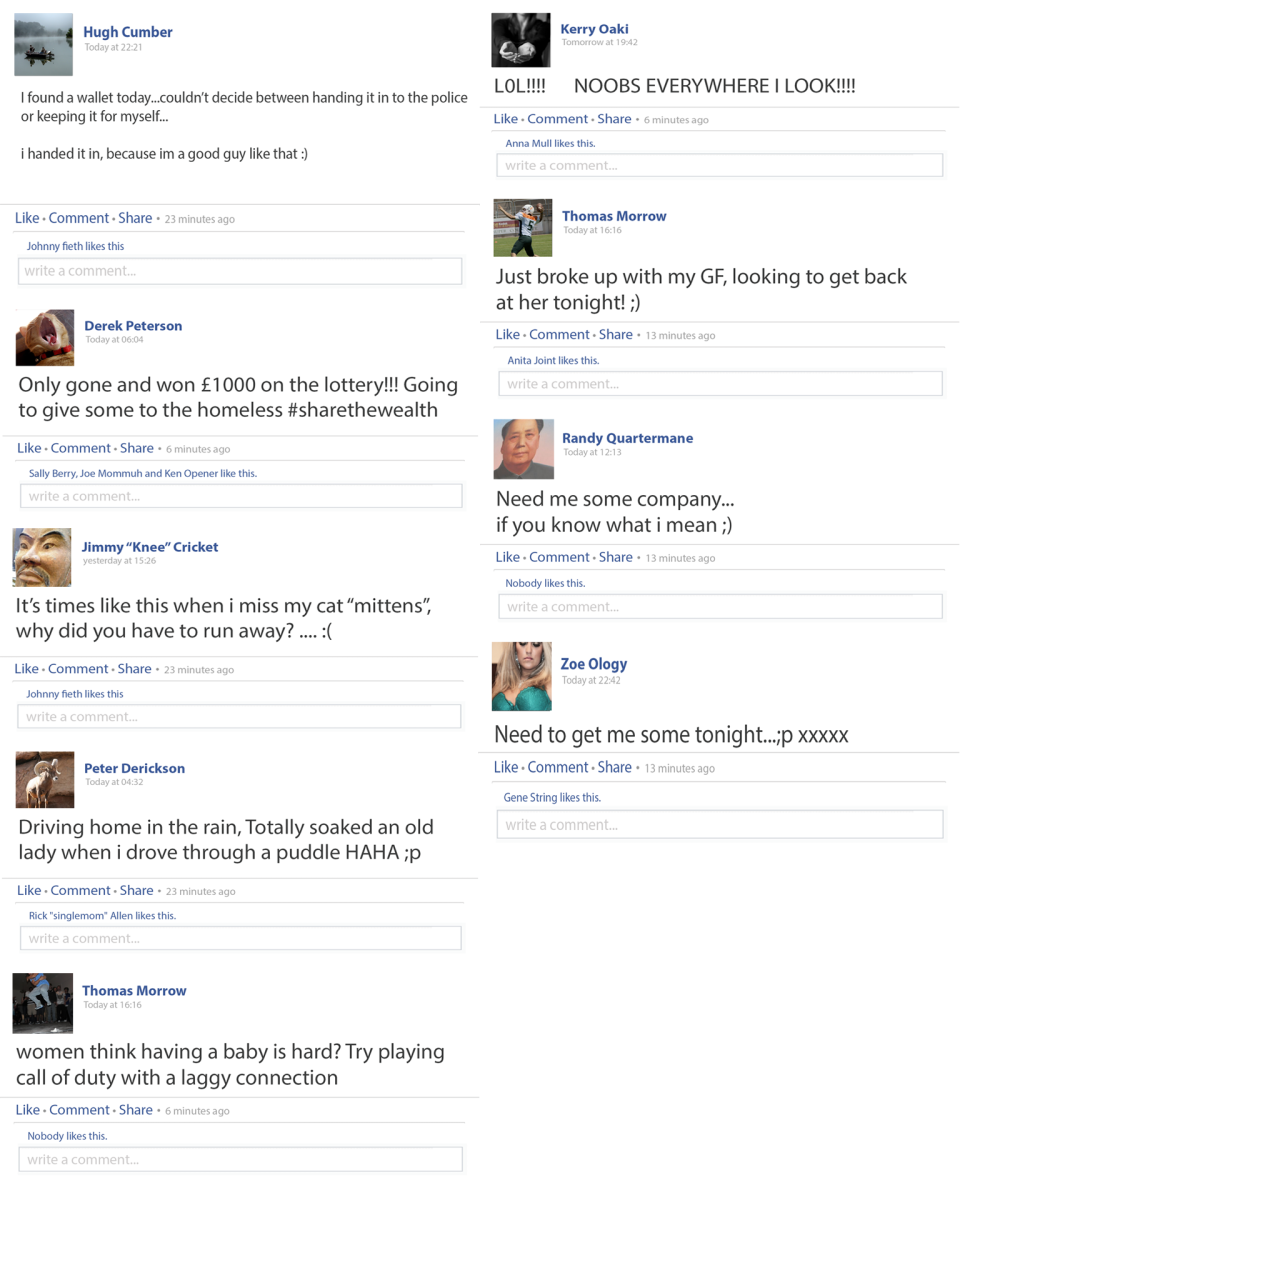 Hugh Cumber
Today at 22:21
I found a wallet today...couldn't decide between handing it in to the police
or keeping it for myself...
i handed it in, because im a good guy like that :)
Like • Comment • Share • 23 minutes ago
Johnny fieth likes this
write a comment...
Derek Peterson
Today at 06:04
Only gone and won £1000 on the lottery!!! Going
to give some to the homeless #sharethewealth
Like • Comment • Share • 6 minutes ago
Sally Berry, Joe Mommuh and Ken Opener like this.
write a comment...
Jimmy “Knee” Cricket
yesterday at 15:26
It’s times like this when i miss my cat “mittens”,
why did you have to run away? .... :(
Like • Comment • Share • 23 minutes ago
Johnny fieth likes this
write a comment...
Peter Derickson
Today at 04:32
Driving home in the rain, Totally soaked an old
lady when i drove through a puddle HAHA ;p
Like • Comment • Share • 23 minutes ago
Rick "singlemom" Allen likes this.
write a comment...
Thomas Morrow
Today at 16:16
women think having a baby is hard? Try playing
call of duty with a laggy connection
Like • Comment • Share • 6 minutes ago
Nobody likes this.
write a comment...
Kerry Oaki
Tomorrow at 19:42
L0L!!!! NOOBS EVERYWHERE I LOOK!!!!
Like • Comment • Share • 6 minutes ago
Anna Mull likes this.
write a comment...
Thomas Morrow
Today at 16:16
Just broke up with my GF, looking to get back
at her tonight! ;)
Like • Comment • Share • 13 minutes ago
Anita Joint likes this.
write a comment...
Randy Quartermane
Today at 12:13
Need me some company...
if you know what i mean ;)
Like • Comment • Share • 13 minutes ago
Nobody likes this.
write a comment...
Zoe Ology
Today at 22:42
Need to get me some tonight...;p xxxxx
Like • Comment • Share • 13 minutes ago
Gene String likes this.
write a comment...